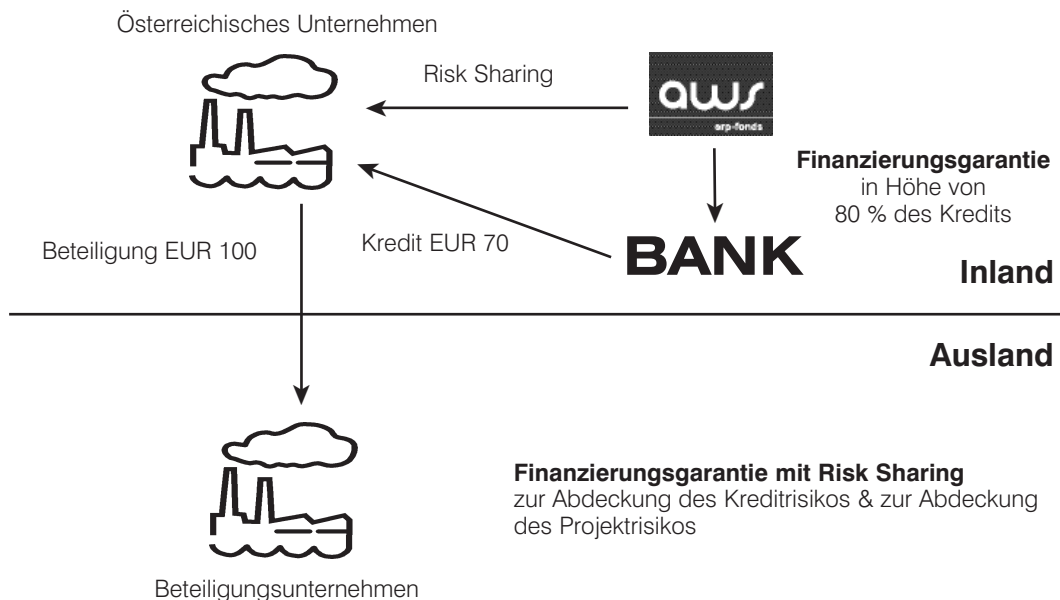 Österreichisches Unternehmen
Risk Sharing
aws
erp-fonds
Finanzierungsgarantie
in Höhe von
80 % des Kredits
Beteiligung EUR 100
Kredit EUR 70
BANK
Inland
Ausland
Finanzierungsgarantie mit Risk Sharing
zur Abdeckung des Kreditrisikos & zur Abdeckung
des Projektrisikos
Beteiligungsunternehmen